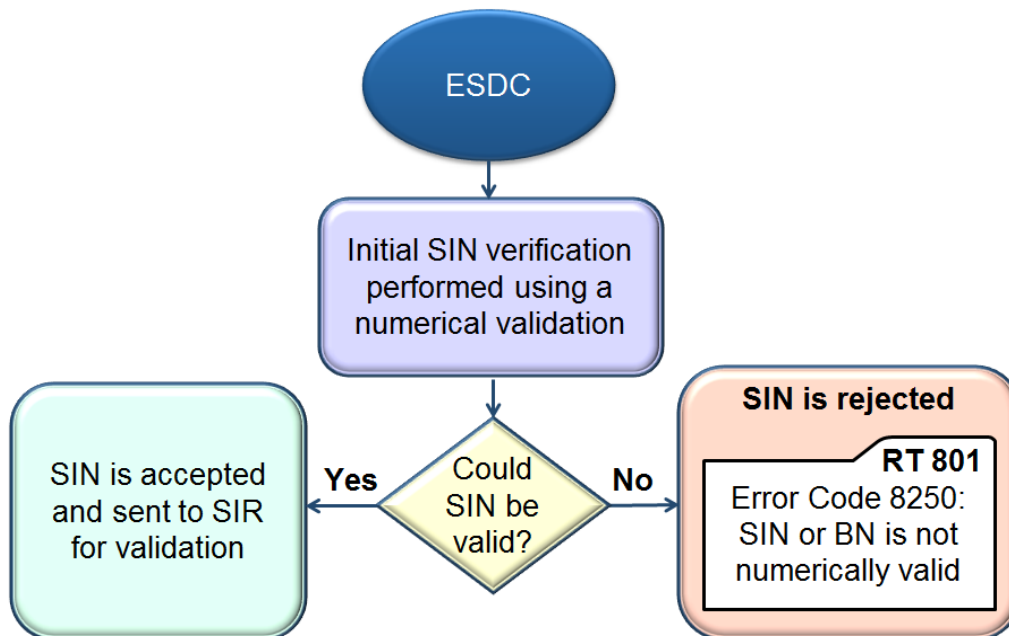 ESDC
Initial SIN verification
performed using a
numerical validation
Could
SIN be
valid?
Yes
No
SIN is accepted
and sent to SIR
for validation
SIN is rejected
RT 801
Error Code 8250:
SIN or BN is not
numerically valid